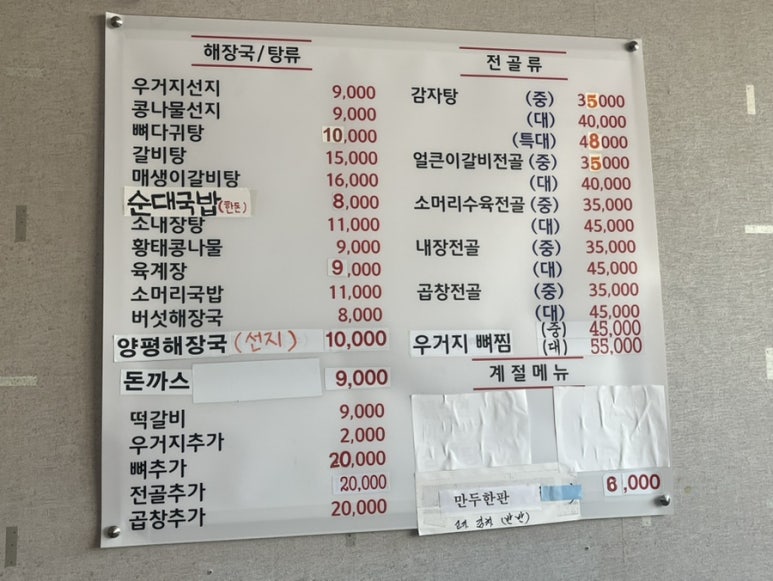 해장국/탕류
우거지선지 9,000
콩나물선지 9,000
뼈다귀탕 10,000
갈비탕 15,000
매생이갈비탕 16,000
순대국밥(한돈) 8,000
소내장탕 11,000
황태콩나물 9,000
육계장 9,000
소머리국밥 11,000
버섯해장국 8,000
양평해장국 (선지) 10,000
돈까스 9,000
떡갈비 9,000
우거지추가 2,000
뼈추가 20,000
전골추가 20,000
곱창추가 20,000
전골류
감자탕 (중) 35000
(대) 40,000
(특대) 48000
얼큰이갈비전골 (중) 35000
(대) 40,000
소머리수육전골 (중) 35,000
(대) 45,000
내장전골 (중) 35,000
(대) 45,000
곱창전골 (중) 35,000
(대) 45,000
우거지 뼈찜 (중) 45,000
(대) 55,000
계절메뉴
만두한판 6,000
(반반)